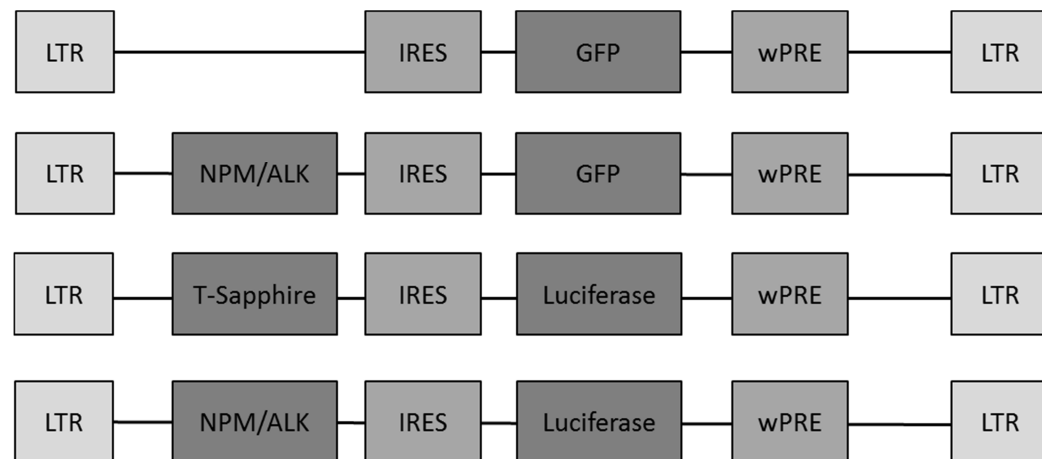 LTR IRES GFP wPRE LTR
LTR NPM/ALK IRES GFP wPRE LTR
LTR T-Sapphire IRES Luciferase wPRE LTR
LTR NPM/ALK IRES Luciferase wPRE LTR